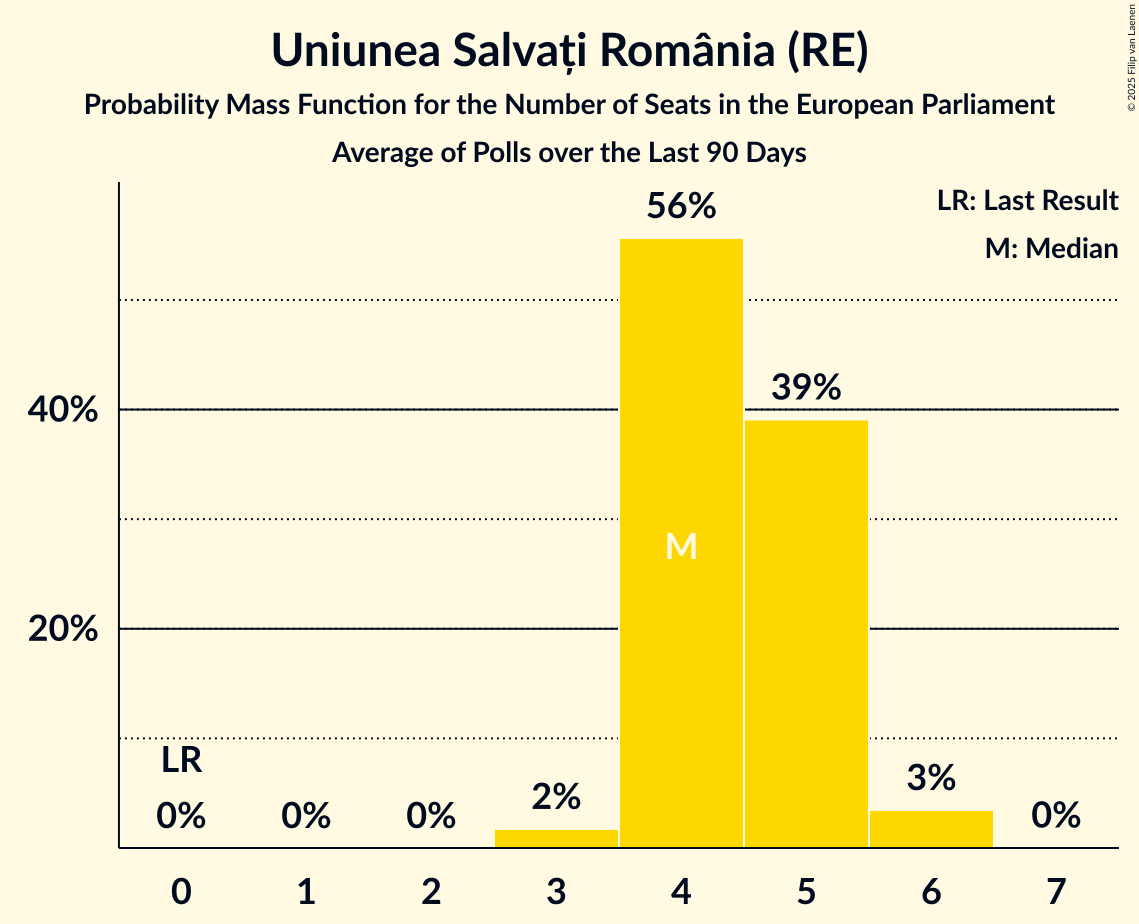 Uniunea Salvați România (RE)
Probability Mass Function for the Number of Seats in the European Parliament
Average of Polls over the Last 90 Days
© 2025 Filip van Laenen
LR: Last Result
M: Median
56%
39%
40%
M
20%
LR
0%
0%
0%
2%
3%
0%
0 1 2 3 4 5 6 7